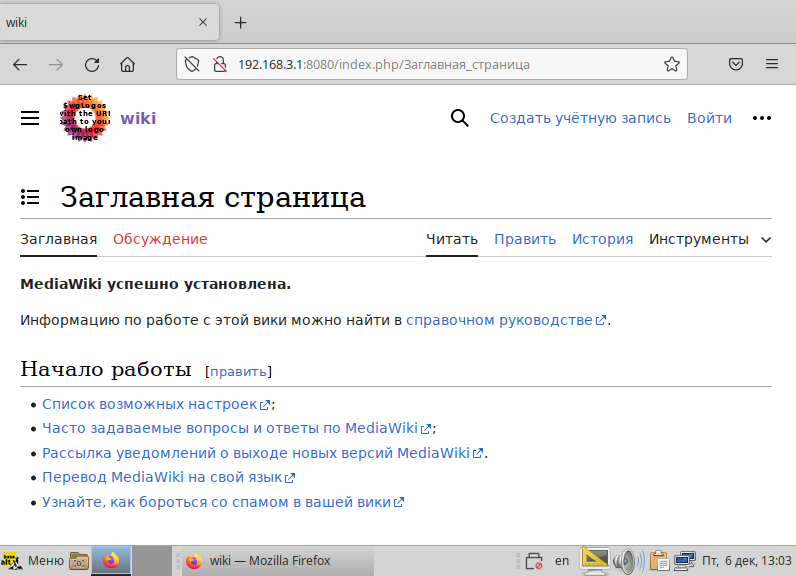 wiki
192.168.3.1:8080/index.php/Заглавная_страница
Set
$wgLogos
with the URL
path to your
own logo
image
wiki
Создать учётную запись Войти
Заглавная страница
Заглавная Обсуждение Читать Править История Инструменты
MediaWiki успешно установлена.
Информацию по работе с этой вики можно найти в справочном руководстве.
Начало работы [править]
Список возможных настроек;
Часто задаваемые вопросы и ответы по MediaWiki;
Рассылка уведомлений о выходе новых версий MediaWiki.
Перевод MediaWiki на свой язык
Узнайте, как бороться со спамом в вашей вики
base
alt Меню wiki — Mozilla Firefox en Пт, 6 дек, 13:03